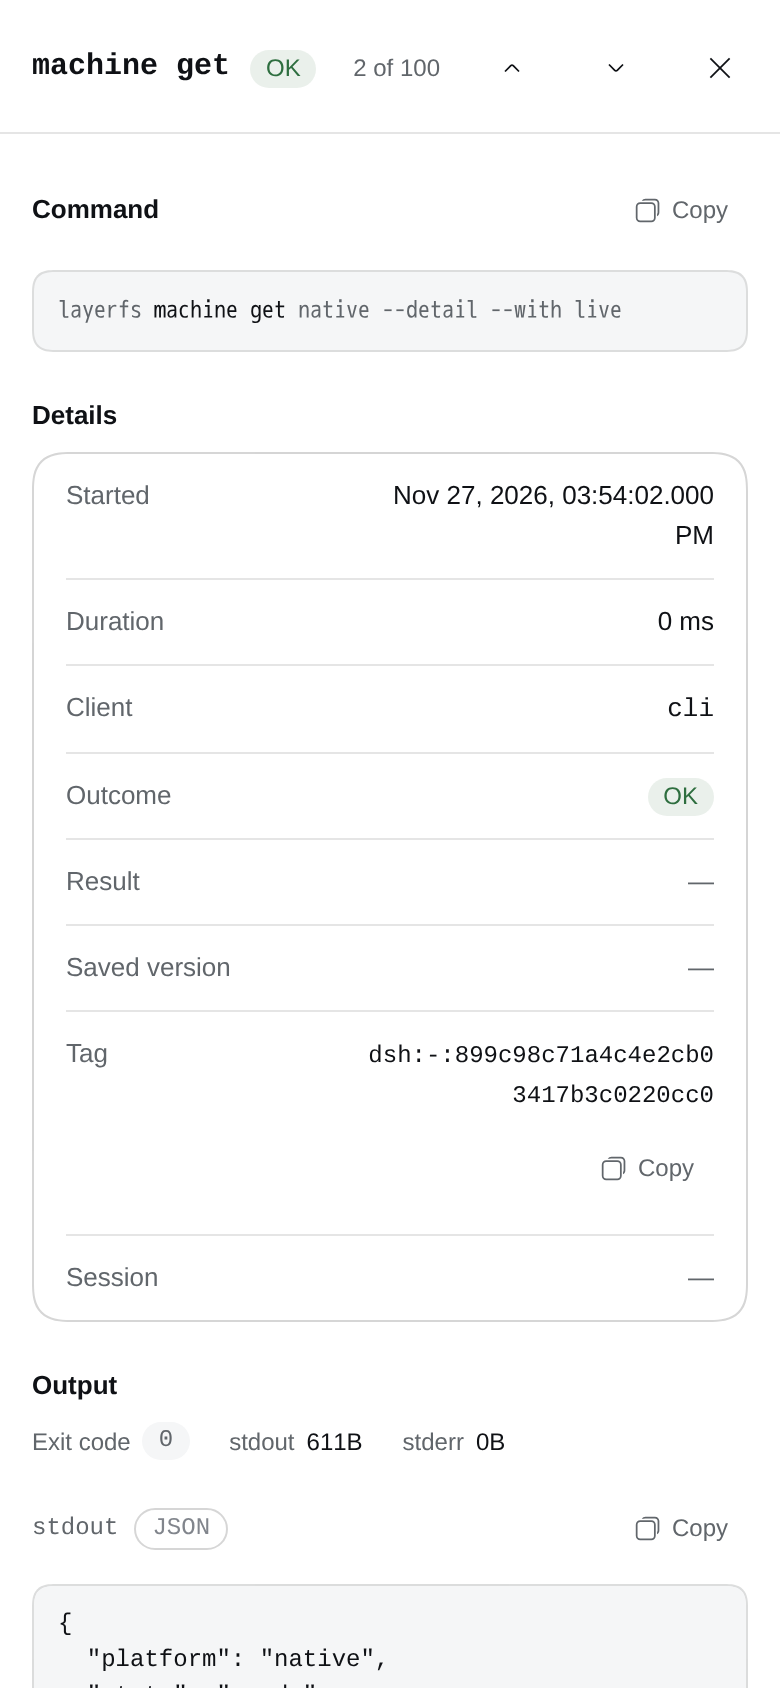 machine get OK 2 of 100
Command Copy
layerfs machine get native --detail --with live
Details
Started Nov 27, 2026, 03:54:02.000
PM
Duration 0 ms
Client cli
Outcome OK
Result —
Saved version —
Tag dsh:-:899c98c71a4c4e2cb0
3417b3c0220cc0
Copy
Session —
Output
Exit code 0 stdout 611B stderr 0B
stdout JSON Copy
{
"platform": "native",